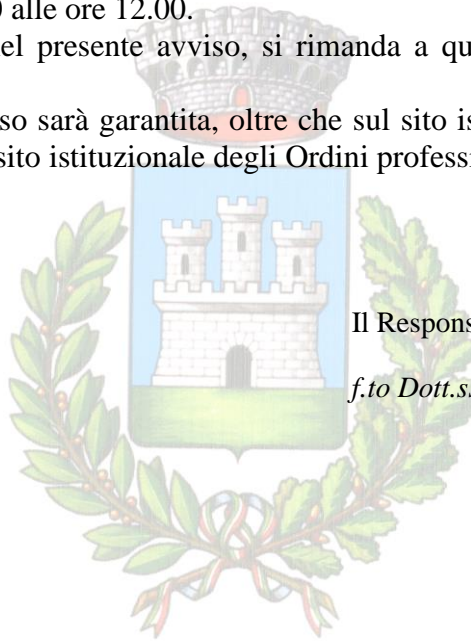 alle ore 12.00.
el presente avviso, si rimanda a qu
so sarà garantita, oltre che sul sito is
sito istituzionale degli Ordini profess
Il Respons
f.to Dott.s